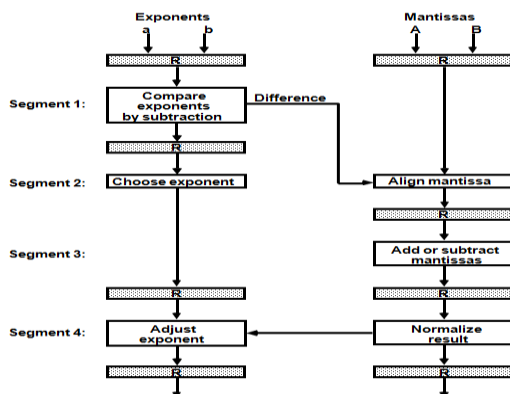 Exponents
a b
R
Segment 1:
Compare
exponents
by subtraction
Difference
R
Segment 2:
Choose exponent
R
Segment 3:
R
Segment 4:
Adjust
exponent
R
Mantissas
A B
R
Align mantissa
R
Add or subtract
mantissas
R
Normalize
result
R